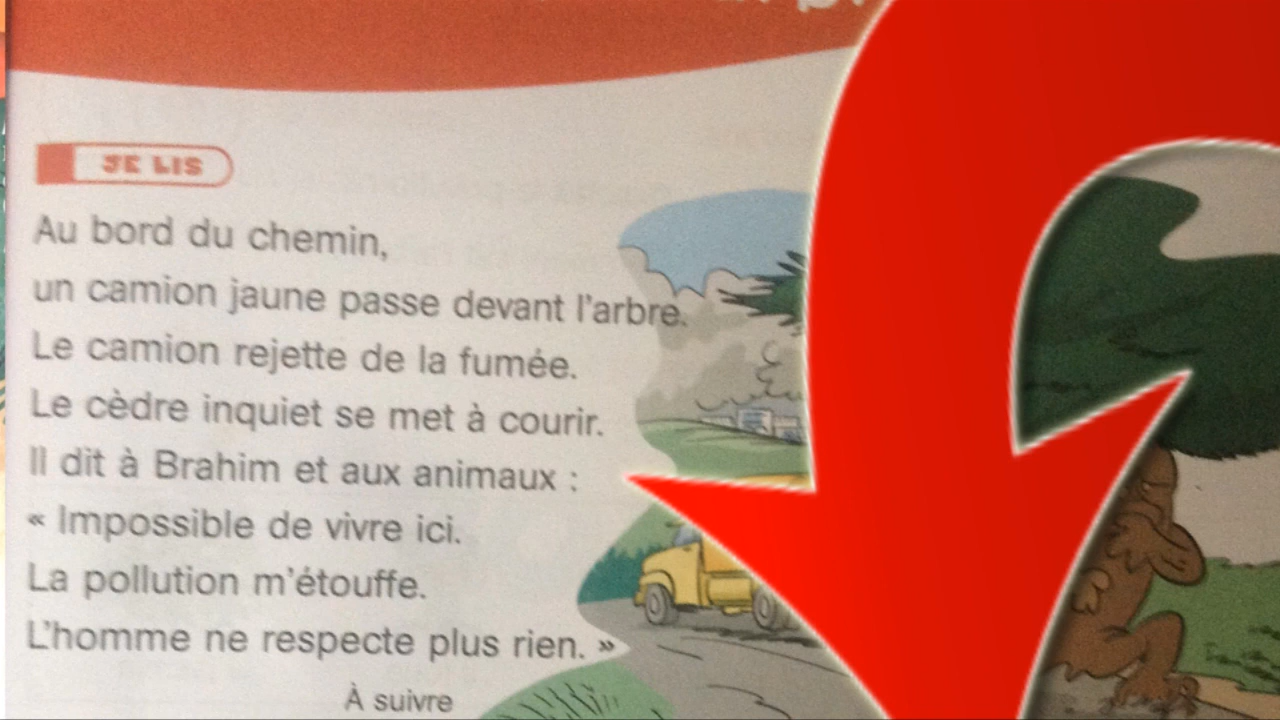 JE LIS
Au bord du chemin,
un camion jaune passe devant l'arbre.
Le camion rejette de la fumée.
Le cèdre inquiet se met à courir.
Il dit à Brahim et aux animaux :
« Impossible de vivre ici.
La pollution m'étouffe.
L'homme ne respecte plus rien. »
À suivre